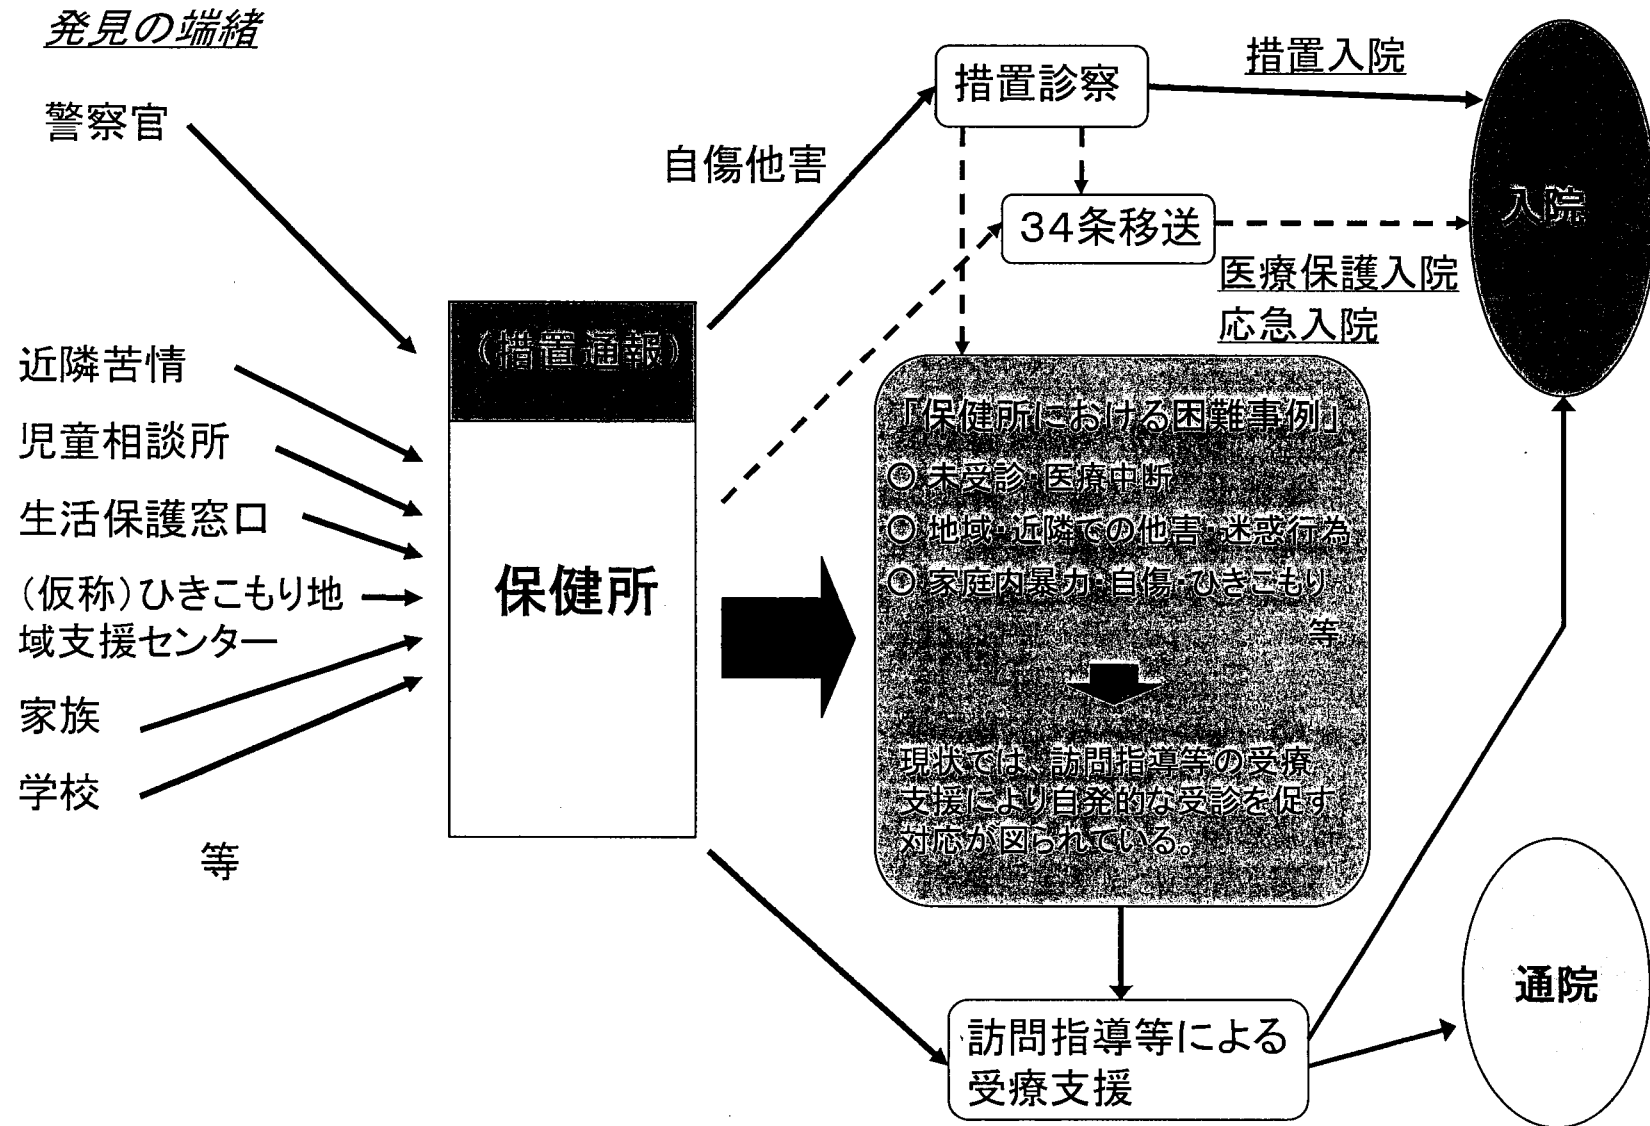 発見の端緒
警察官
近隣苦情
児童相談所
生活保護窓口
(仮称)ひきこもり地
域支援センター
家族
学校
等
(措置通報)
保健所
自傷他害
措置診察
措置入院
34条移送
医療保護入院
応急入院
入院
「保健所における困難事例」
○ 未受診・医療中断
○ 地域・近隣での他害・迷惑行為
○ 家庭内暴力・自傷・ひきこもり
等
現状では、訪問指導等の受療
支援により自発的な受診を促す
対応が図られている。
訪問指導等による
受療支援
通院